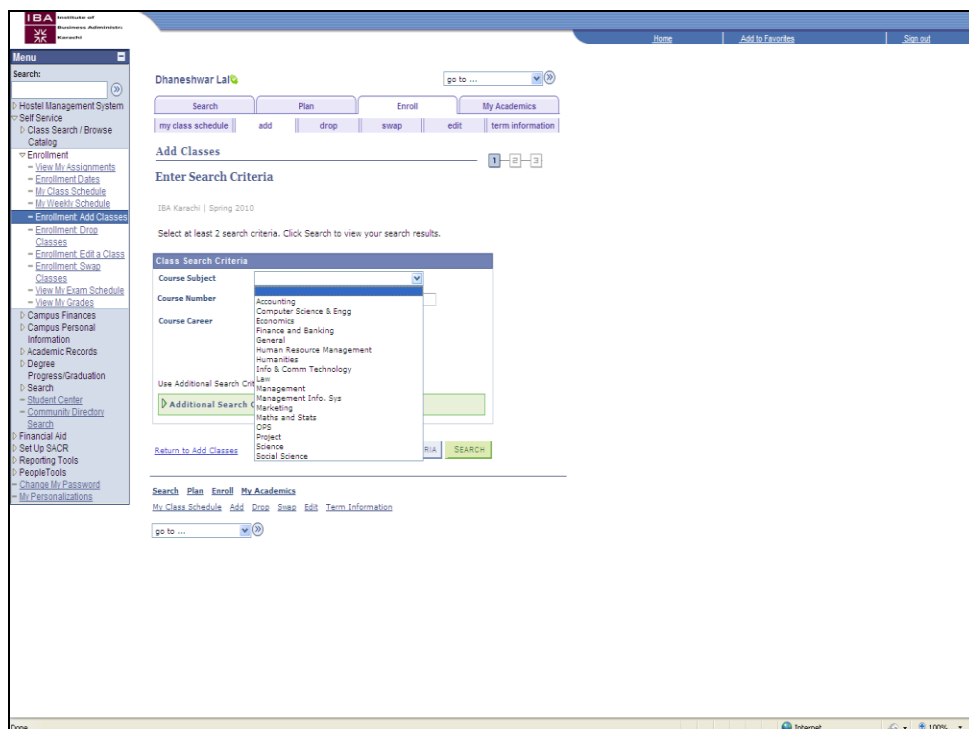 IBA Institute of
Business Administr:
Karachi
Home Add to Favorites Sign out
Menu
Search:
Hostel Management System
Self Service
Class Search / Browse
Catalog
Enrollment
View My Assignments
Enrollment Dates
My Class Schedule
My Weekly Schedule
Enrollment: Add Classes
Enrollment: Drop
Classes
Enrollment: Edit a Class
Enrollment: Swap
Classes
View My Exam Schedule
View My Grades
Campus Finances
Campus Personal
Information
Academic Records
Degree
Progress/Graduation
Search
Student Center
Community Directory
Search
Financial Aid
Set Up SACR
Reporting Tools
PeopleTools
Change My Password
My Personalizations
Dhaneshwar Lal
go to ...
Search Plan Enroll My Academics
my class schedule add drop swap edit term information
Add Classes
1 2 3
Enter Search Criteria
IBA Karachi | Spring 2010
Select at least 2 search criteria. Click Search to view your search results.
Class Search Criteria
Course Subject
Course Number
Course Career
Accounting
Computer Science & Engg
Economics
Finance and Banking
General
Human Resource Management
Humanities
Info & Comm Technology
Law
Management
Management Info. Sys
Marketing
Maths and Stats
OPS
Project
Science
Social Science
Use Additional Search Crit
Additional Search C
Return to Add Classes
RIA
SEARCH
Search Plan Enroll My Academics
My Class Schedule Add Drop Swap Edit Term Information
go to ...
Done Internet 100%